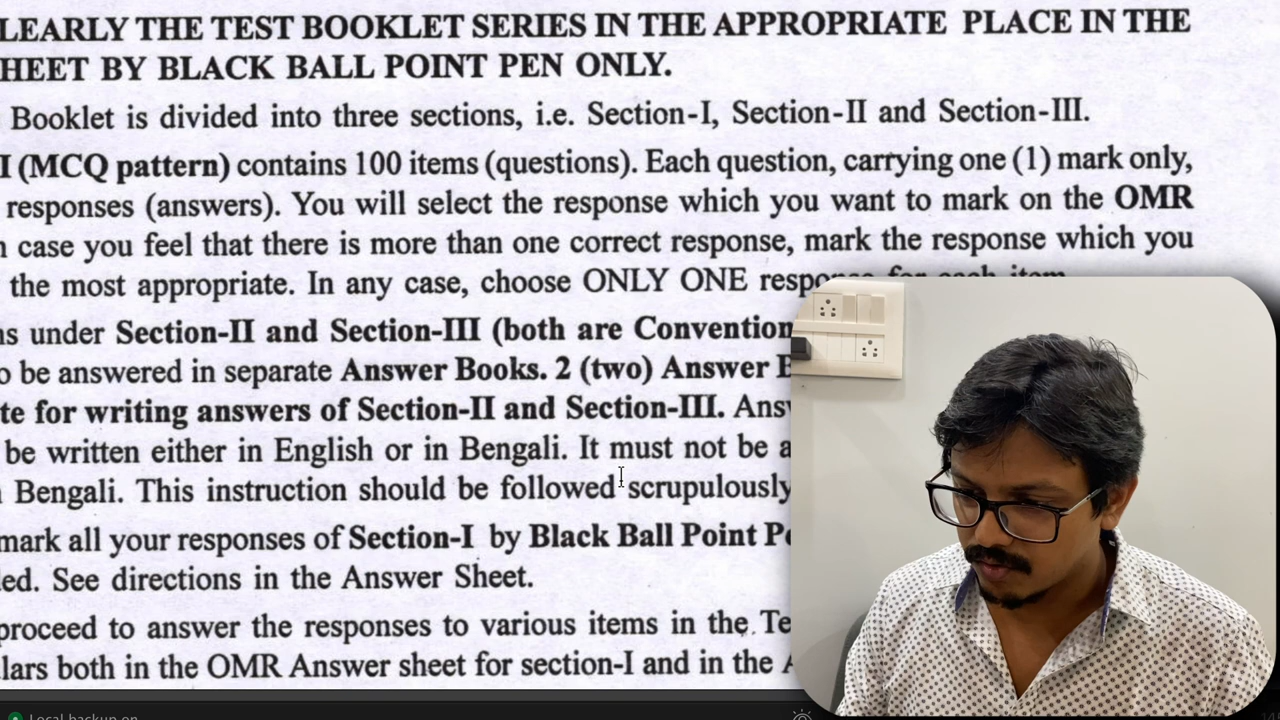 LEARLY THE TEST BOOKLET SERIES IN THE APPROPRIATE PLACE IN THE
HEET BY BLACK BALL POINT PEN ONLY.
Booklet is divided into three sections, i.e. Section-I, Section-II and Section-III.
I (MCQ pattern) contains 100 items (questions). Each question, carrying one (1) mark only,
responses (answers). You will select the response which you want to mark on the OMR
case you feel that there is more than one correct response, mark the response which you
the most appropriate. In any case, choose ONLY ONE response for each item.
under Section-II and Section-III (both are Convention
o be answered in separate Answer Books. 2 (two) Answer B
te for writing answers of Section-II and Section-III. Ans
be written either in English or in Bengali. It must not be a
Bengali. This instruction should be followed scrupulously
mark all your responses of Section-I by Black Ball Point P
ed. See directions in the Answer Sheet.
proceed to answer the responses to various items in the Te
lars both in the OMR Answer sheet for section-I and in the A
Local backup on